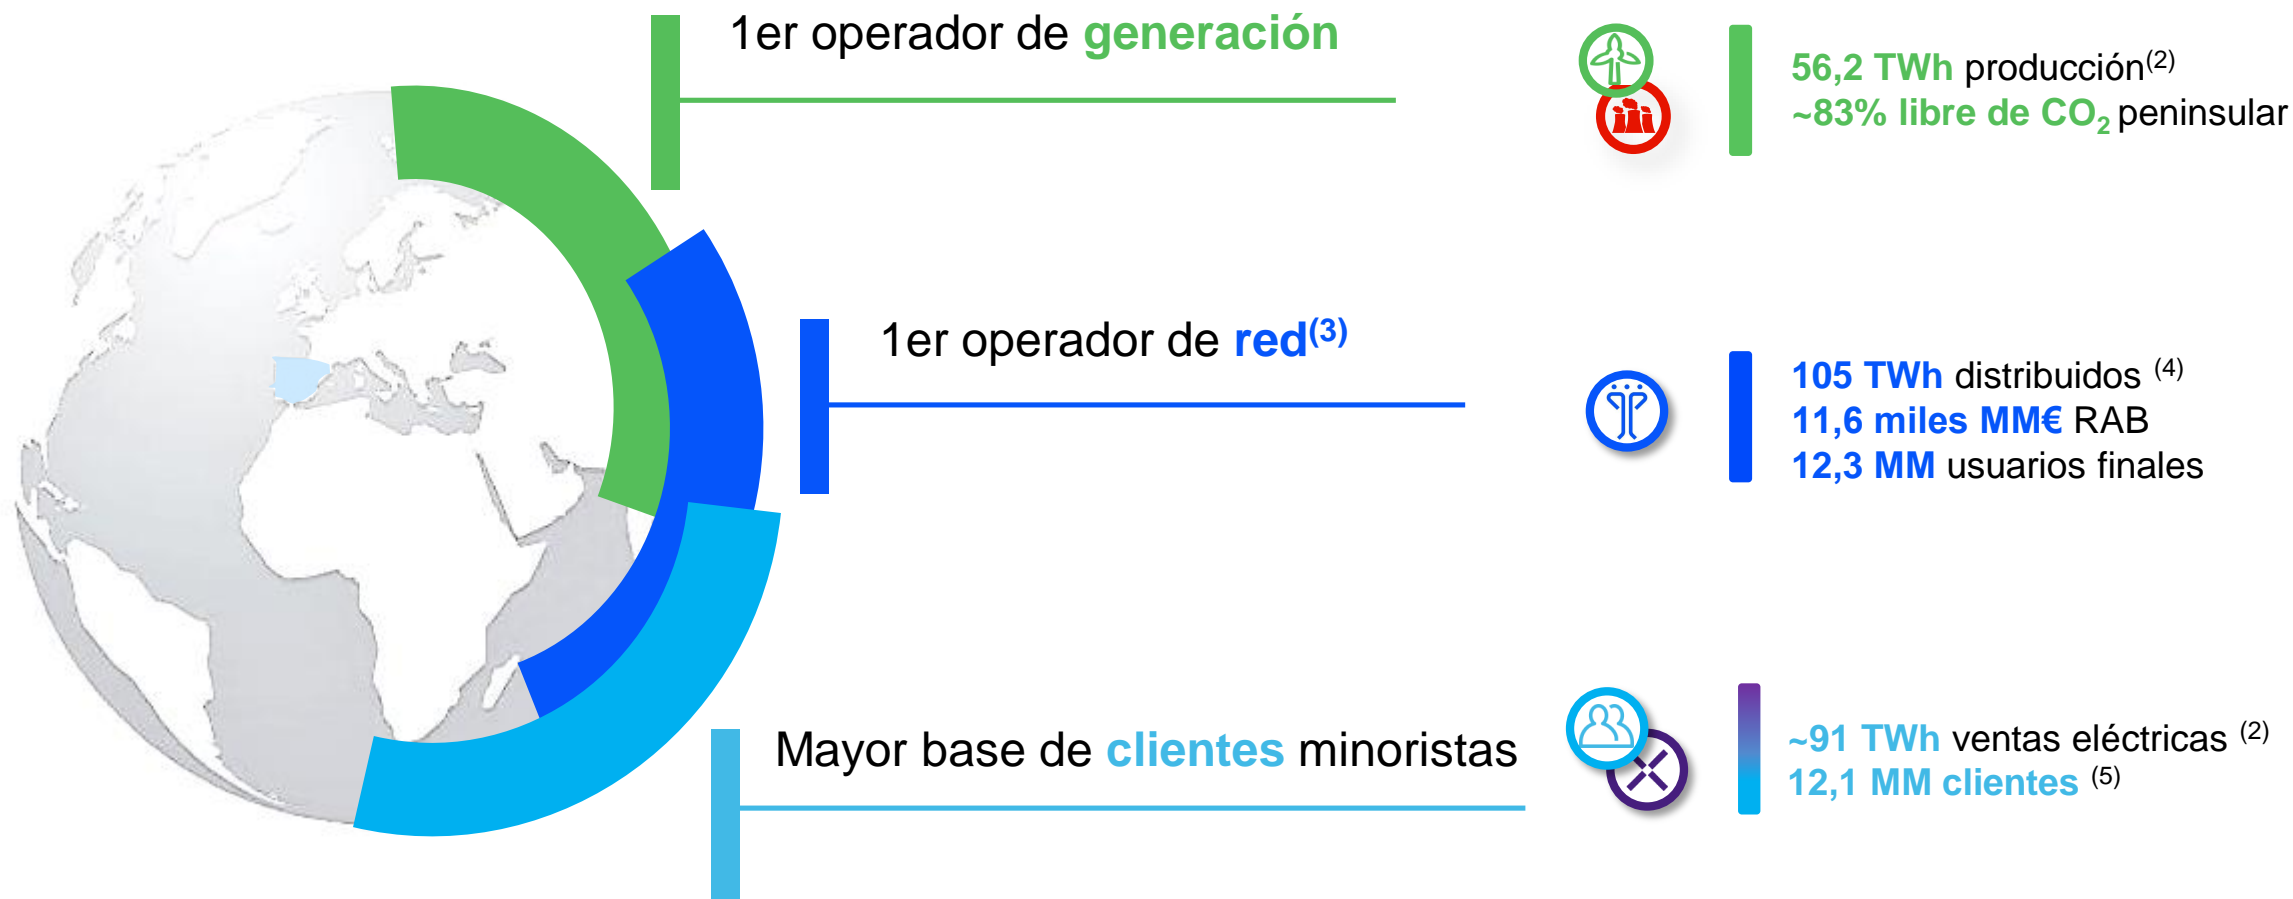 1er operador de generación
56,2 TWh producción(2)
~83% libre de CO2 peninsular
1er operador de red(3)
105 TWh distribuidos (4)
11,6 miles MM€ RAB
12,3 MM usuarios finales
Mayor base de clientes minoristas
~91 TWh ventas eléctricas (2)
12,1 MM clientes (5)